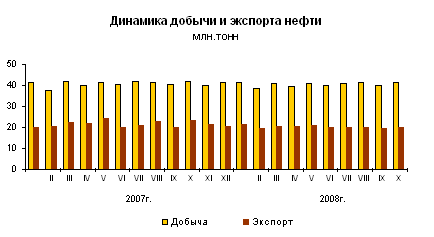 Динамика добычи и экспорта нефти
млн.тонн
50
40
30
20
10
0
II III IV V VI VII VIII IX X XI XII II III IV V VI VII VIII IX X
2007г. 2008г.
Добыча Экспорт